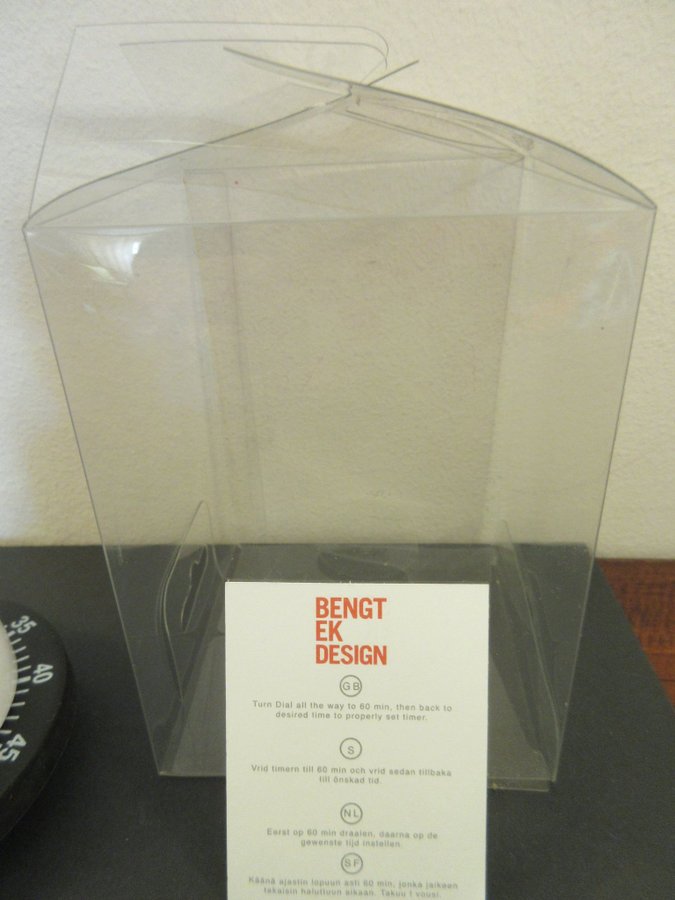 BENGT
EK
DESIGN
GB
Turn Dial all the way to 60 min, then back to
desired time to properly set timer.
S
Vrid timern till 60 min och vrid sedan tillbaka
till önskad tid.
NL
Eerst op 60 min draaien, daarna op de
gewenste tijd instellen.
SF
Käänä ajastin lopuun asti 60 min, jonka jälkeen
takaisin haluttuun aikaan. Takuu 1 vuosi.
35
40
45